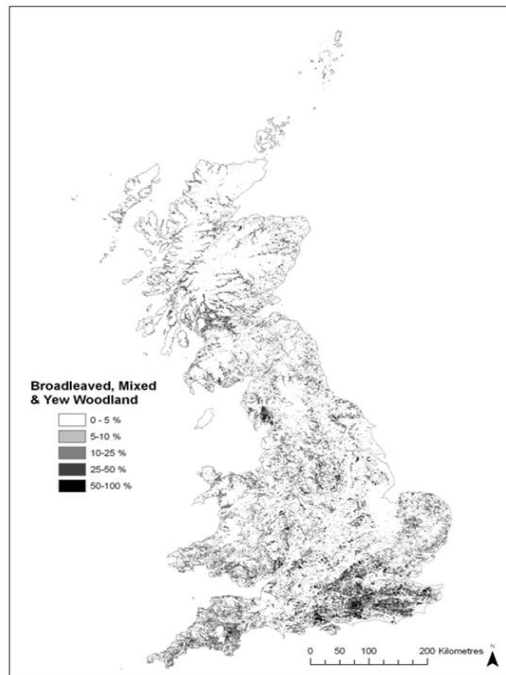 Broadleaved, Mixed
& Yew Woodland
0 - 5 %
5-10 %
10-25 %
25-50 %
50-100 %
0 50 100 200 Kilometres
N